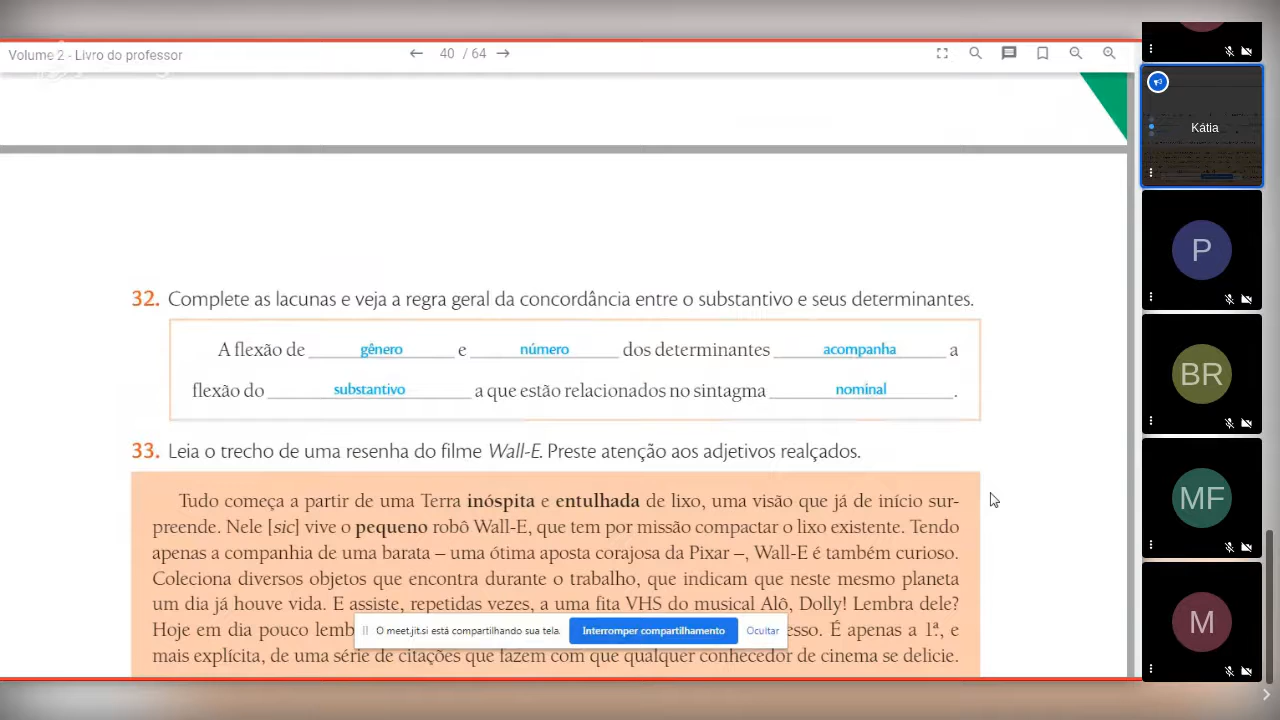 Volume 2 - Livro do professor
40 / 64
Kátia
P
BR
MF
M
32. Complete as lacunas e veja a regra geral da concordância entre o substantivo e seus determinantes.
A flexão de gênero e número dos determinantes acompanha a
flexão do substantivo a que estão relacionados no sintagma nominal .
33. Leia o trecho de uma resenha do filme Wall-E. Preste atenção aos adjetivos realçados.
Tudo começa a partir de uma Terra inóspita e entulhada de lixo, uma visão que já de início sur-
preende. Nele [sic] vive o pequeno robô Wall-E, que tem por missão compactar o lixo existente. Tendo
apenas a companhia de uma barata – uma ótima aposta corajosa da Pixar –, Wall-E é também curioso.
Coleciona diversos objetos que encontra durante o trabalho, que indicam que neste mesmo planeta
um dia já houve vida. E assiste, repetidas vezes, a uma fita VHS do musical Alô, Dolly! Lembra dele?
Hoje em dia pouco lemb esso. É apenas a 1ª, e
mais explícita, de uma série de citações que fazem com que qualquer conhecedor de cinema se delicie.
O meet.jit.si está compartilhando sua tela. Interromper compartilhamento Ocultar